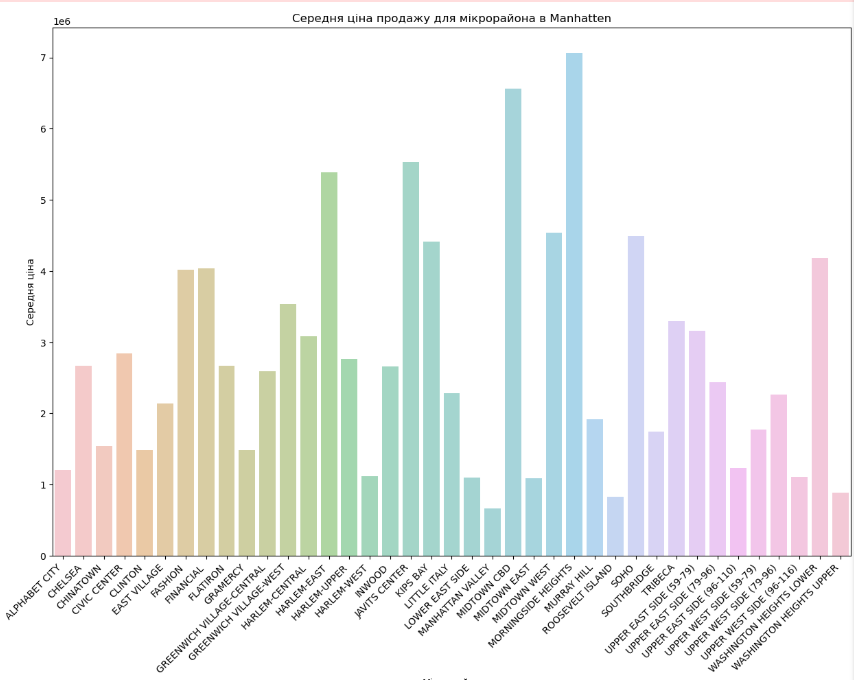 Середня ціна продажу для мікрорайона в Manhatten
1e6
7
6
5
4
3
2
1
0
Середня ціна
ALPHABET CITY
CHELSEA
CHINATOWN
CIVIC CENTER
CLINTON
EAST VILLAGE
FASHION
FINANCIAL
FLATIRON
GRAMERCY
GREENWICH VILLAGE-CENTRAL
GREENWICH VILLAGE-WEST
HARLEM-CENTRAL
HARLEM-EAST
HARLEM-UPPER
HARLEM-WEST
INWOOD
JAVITS CENTER
KIPS BAY
LITTLE ITALY
LOWER EAST SIDE
MANHATTAN VALLEY
MIDTOWN CBD
MIDTOWN EAST
MIDTOWN WEST
MORNINGSIDE HEIGHTS
MURRAY HILL
ROOSEVELT ISLAND
SOHO
SOUTHBRIDGE
TRIBECA
UPPER EAST SIDE (59-79)
UPPER EAST SIDE (79-96)
UPPER EAST SIDE (96-110)
UPPER WEST SIDE (59-79)
UPPER WEST SIDE (79-96)
UPPER WEST SIDE (96-116)
WASHINGTON HEIGHTS LOWER
WASHINGTON HEIGHTS UPPER